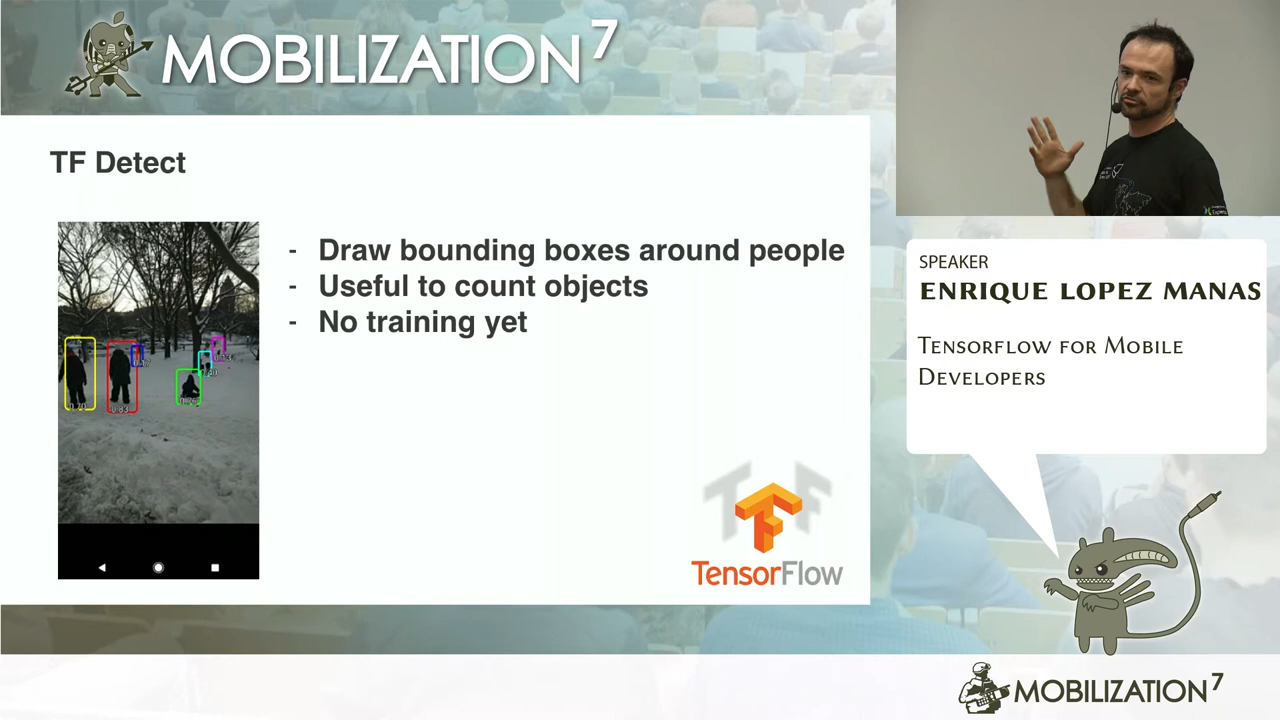 MOBILIZATION7
TF Detect
- Draw bounding boxes around people
- Useful to count objects
- No training yet
TensorFlow
SPEAKER
ENRIQUE LOPEZ MANAS
Tensorflow for Mobile
Developers
MOBILIZATION7